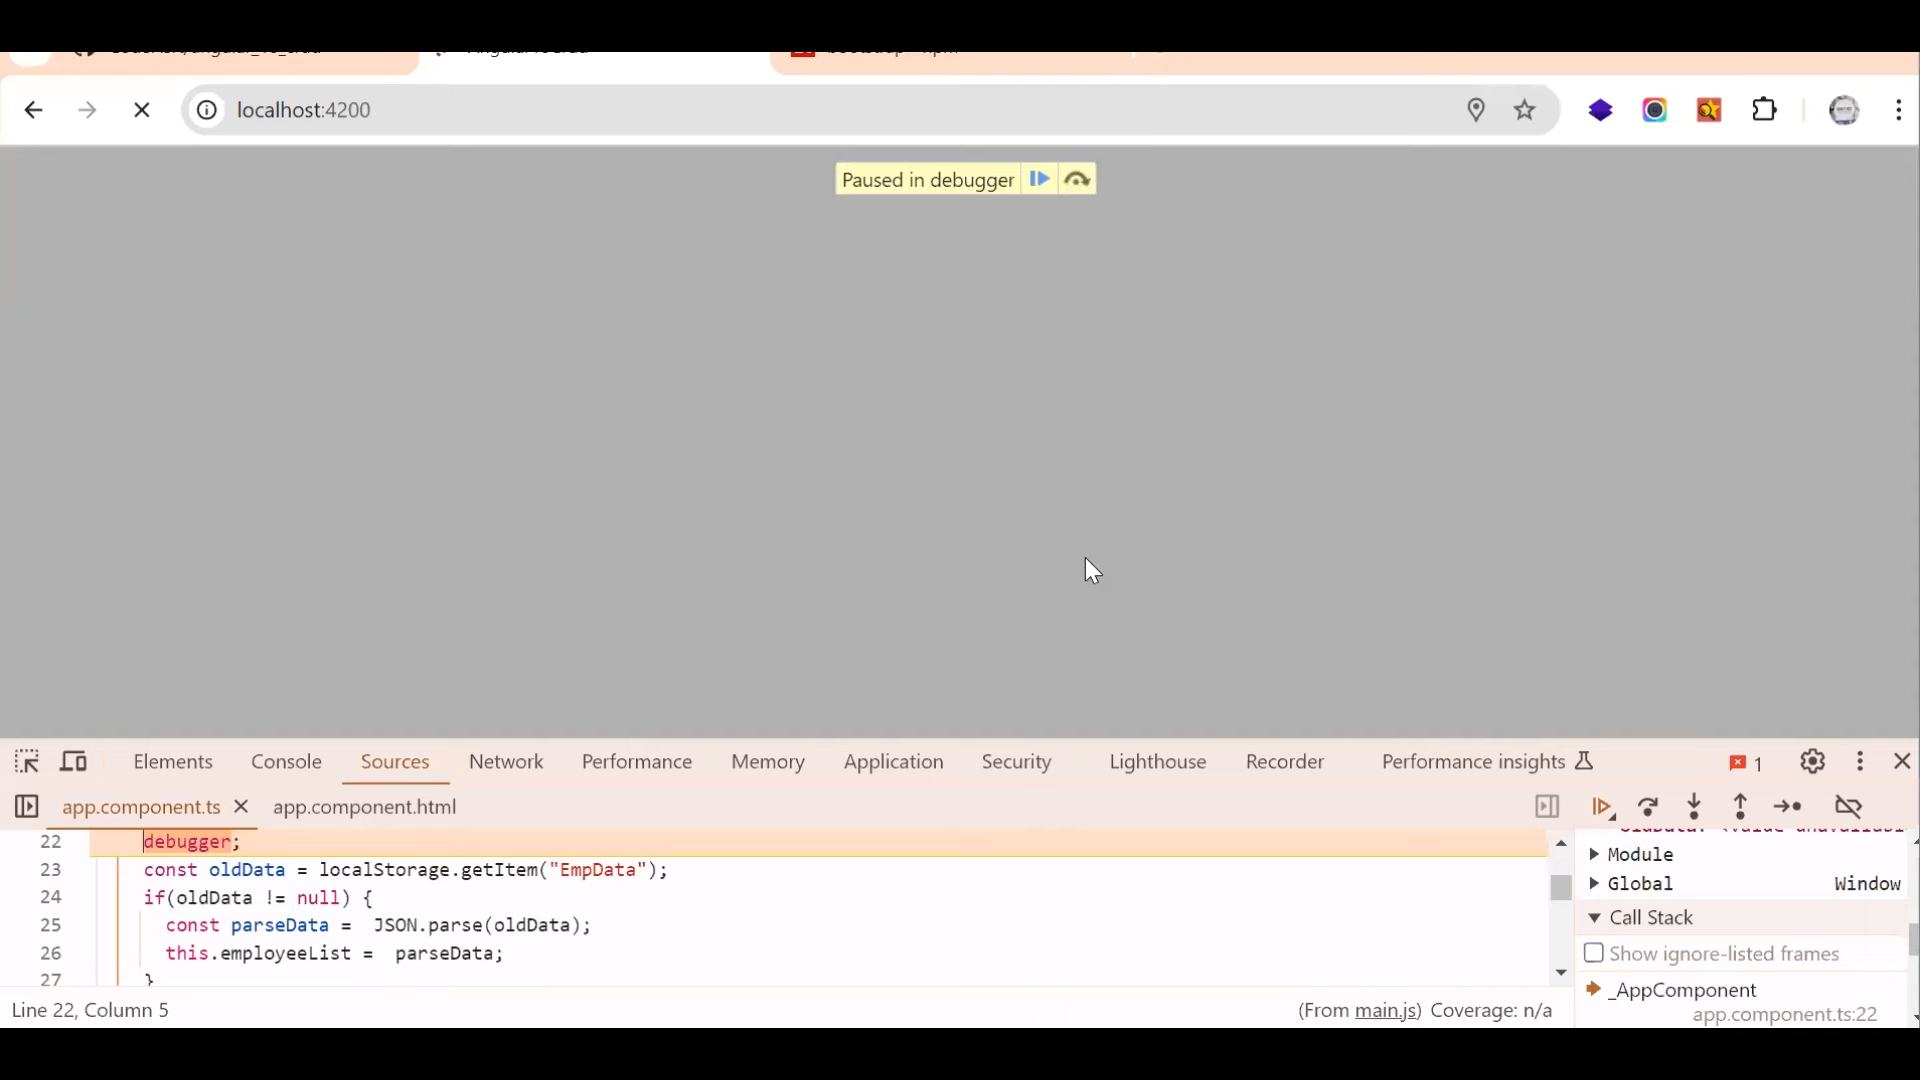 localhost:4200
Paused in debugger
Elements Console Sources Network Performance Memory Application Security Lighthouse Recorder Performance insights 1
app.component.ts app.component.html
22 debugger;
23 const oldData = localStorage.getItem("EmpData");
24 if(oldData != null) {
25 const parseData = JSON.parse(oldData);
26 this.employeeList = parseData;
27 }
Line 22, Column 5 (From main.js) Coverage: n/a
Module
Global Window
Call Stack
Show ignore-listed frames
_AppComponent
app.component.ts:22